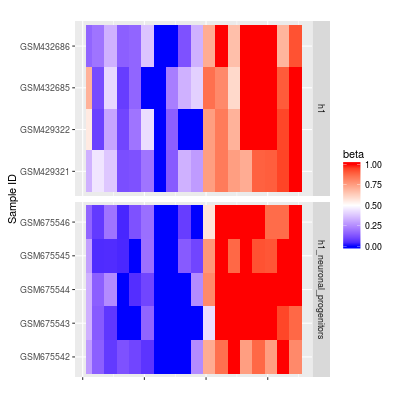 GSM432686
GSM432685
GSM429322
GSM429321
h1
GSM675546
GSM675545
GSM675544
GSM675543
GSM675542
h1_neuronal_progenitors
Sample ID
beta
1.00
0.75
0.50
0.25
0.00